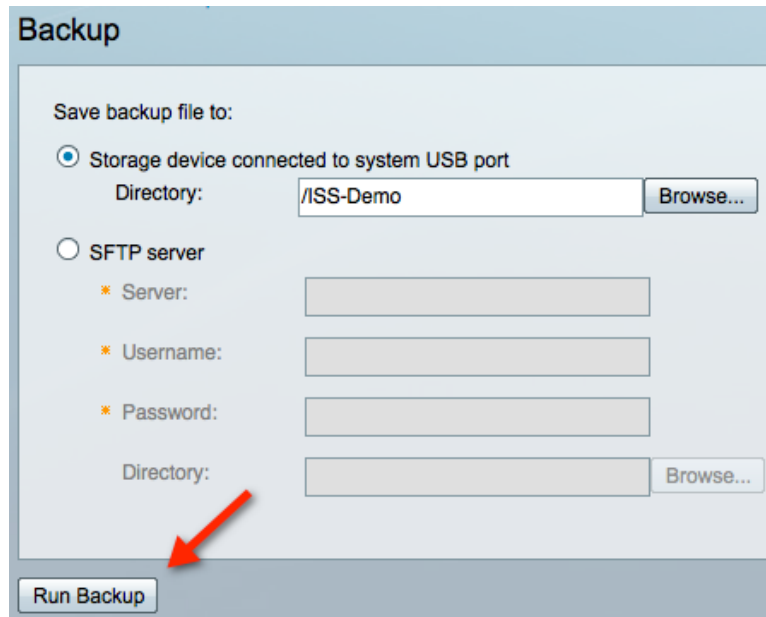 Backup
Save backup file to:
Storage device connected to system USB port
Directory: /ISS-Demo Browse...
SFTP server
* Server:
* Username:
* Password:
Directory: Browse...
Run Backup